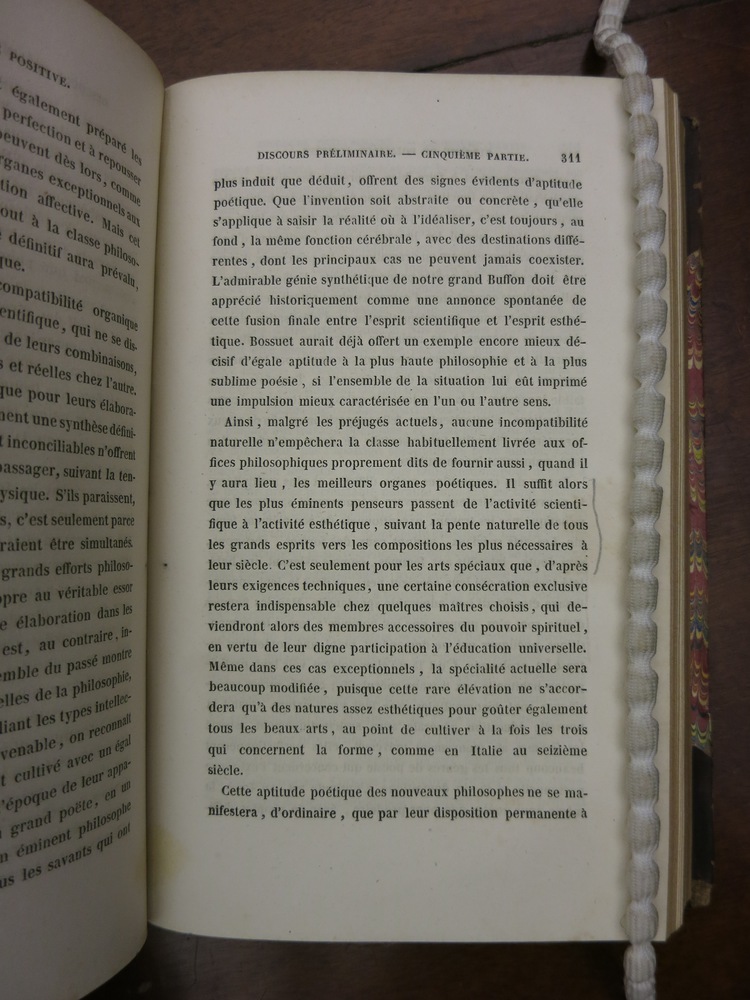 POSITIVE.
également préparé les
perfection et à repousser
peuvent dès lors, comme
organes exceptionnels aux
tion affective. Mais cet
out à la classe philoso-
définitif aura prévalu,
que.
compatibilité organique
entifique, qui ne se dis-
de leurs combinaisons,
s et réelles chez l'autre.
que pour leurs élabora-
ment une synthèse défini-
t inconciliables n'offrent
passager, suivant la ten-
ysique. S'ils paraissent,
s, c'est seulement parce
raient être simultanés.
grands efforts philoso-
opre au véritable essor
e élaboration dans les
est, au contraire, in-
emble du passé montre
elles de la philosophie,
liant les types intellec-
venable, on reconnaît
t cultivé avec un égal
l'époque de leur appa-
grand poëte, en un
n éminent philosophe
us les savants qui ont
DISCOURS PRÉLIMINAIRE. — CINQUIÈME PARTIE. 311
plus induit que déduit, offrent des signes évidents d'aptitude
poétique. Que l'invention soit abstraite ou concrète, qu'elle
s'applique à saisir la réalité où à l'idéaliser, c'est toujours, au
fond, la même fonction cérébrale, avec des destinations diffé-
rentes, dont les principaux cas ne peuvent jamais coexister.
L'admirable génie synthétique de notre grand Buffon doit être
apprécié historiquement comme une annonce spontanée de
cette fusion finale entre l'esprit scientifique et l'esprit esthé-
tique. Bossuet aurait déjà offert un exemple encore mieux dé-
cisif d'égale aptitude à la plus haute philosophie et à la plus
sublime poésie, si l'ensemble de la situation lui eût imprimé
une impulsion mieux caractérisée en l'un ou l'autre sens.
Ainsi, malgré les préjugés actuels, aucune incompatibilité
naturelle n'empêchera la classe habituellement livrée aux of-
fices philosophiques proprement dits de fournir aussi, quand il
y aura lieu, les meilleurs organes poétiques. Il suffit alors
que les plus éminents penseurs passent de l'activité scienti-
fique à l'activité esthétique, suivant la pente naturelle de tous
les grands esprits vers les compositions les plus nécessaires à
leur siècle. C'est seulement pour les arts spéciaux que, d'après
leurs exigences techniques, une certaine consécration exclusive
restera indispensable chez quelques maîtres choisis, qui de-
viendront alors des membres accessoires du pouvoir spirituel,
en vertu de leur digne participation à l'éducation universelle.
Même dans ces cas exceptionnels, la spécialité actuelle sera
beaucoup modifiée, puisque cette rare élévation ne s'accor-
dera qu'à des natures assez esthétiques pour goûter également
tous les beaux arts, au point de cultiver à la fois les trois
qui concernent la forme, comme en Italie au seizième
siècle.
Cette aptitude poétique des nouveaux philosophes ne se ma-
nifestera, d'ordinaire, que par leur disposition permanente à